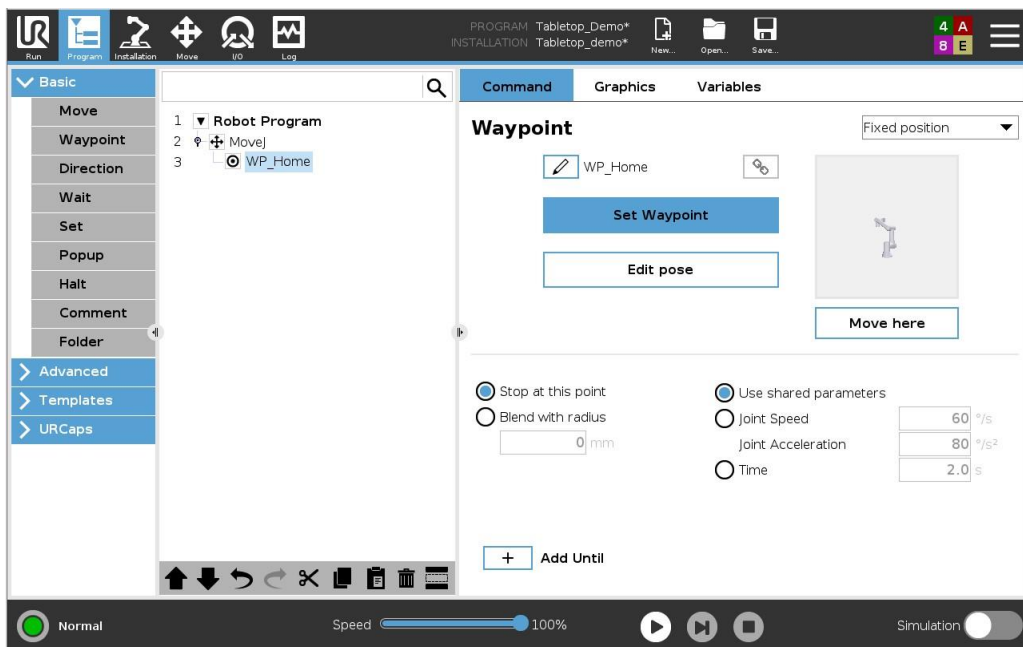 PROGRAM Tabletop_Demo*
INSTALLATION Tabletop_demo*
UR
Run
Program
Installation
Move
I/O
Log
New...
Open...
Save...
4 A
8 E
Basic
Move
Waypoint
Direction
Wait
Set
Popup
Halt
Comment
Folder
Advanced
Templates
URCaps
1 Robot Program
2 MoveJ
3 WP_Home
Command Graphics Variables
Waypoint
Fixed position
WP_Home
Set Waypoint
Edit pose
Move here
Stop at this point
Blend with radius
0 mm
Use shared parameters
Joint Speed 60 °/s
Joint Acceleration 80 °/s²
Time 2.0 s
+ Add Until
Normal
Speed 100%
Simulation